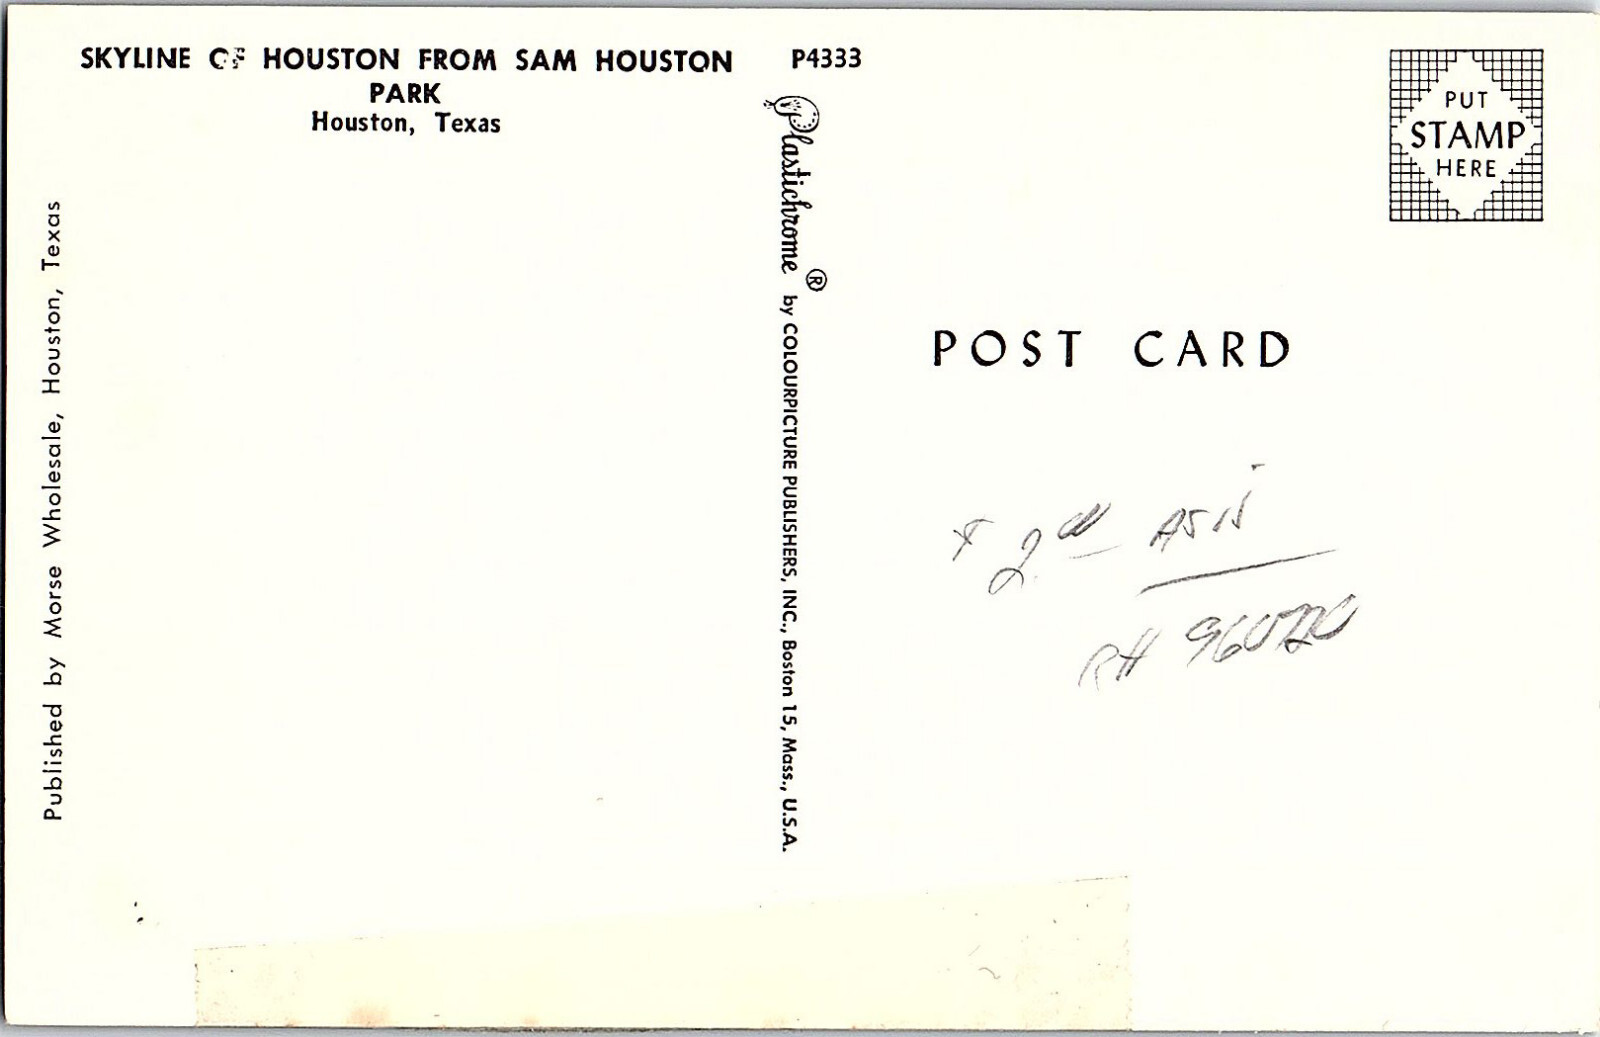 SKYLINE OF HOUSTON FROM SAM HOUSTON
PARK
Houston, Texas
P4333
Published by Morse Wholesale, Houston, Texas
Plastichrome ® by COLOURPICTURE PUBLISHERS, INC., Boston 15, Mass., U.S.A.
PUT
STAMP
HERE
POST CARD